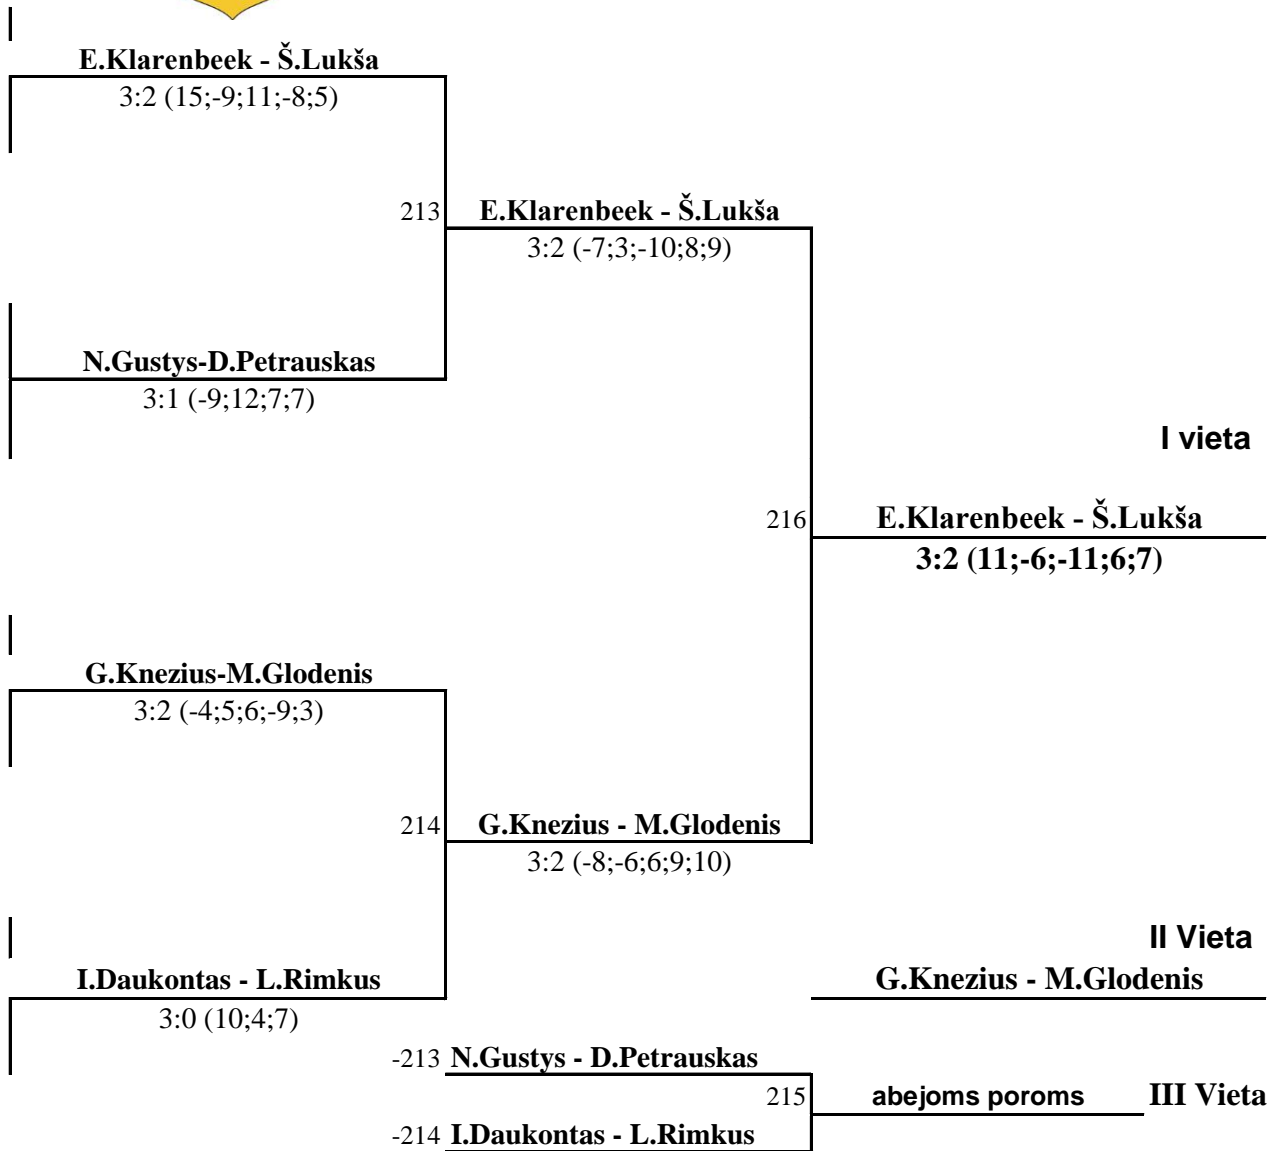 E.Klarenbeek - Š.Lukša
3:2 (15;-9;11;-8;5)
213
E.Klarenbeek - Š.Lukša
3:2 (-7;3;-10;8;9)
N.Gustys-D.Petrauskas
3:1 (-9;12;7;7)
I vieta
216
E.Klarenbeek - Š.Lukša
3:2 (11;-6;-11;6;7)
G.Knezius-M.Glodenis
3:2 (-4;5;6;-9;3)
214
G.Knezius - M.Glodenis
3:2 (-8;-6;6;9;10)
II Vieta
I.Daukontas - L.Rimkus
G.Knezius - M.Glodenis
3:0 (10;4;7)
-213 N.Gustys - D.Petrauskas
215
abejoms poroms III Vieta
-214 I.Daukontas - L.Rimkus